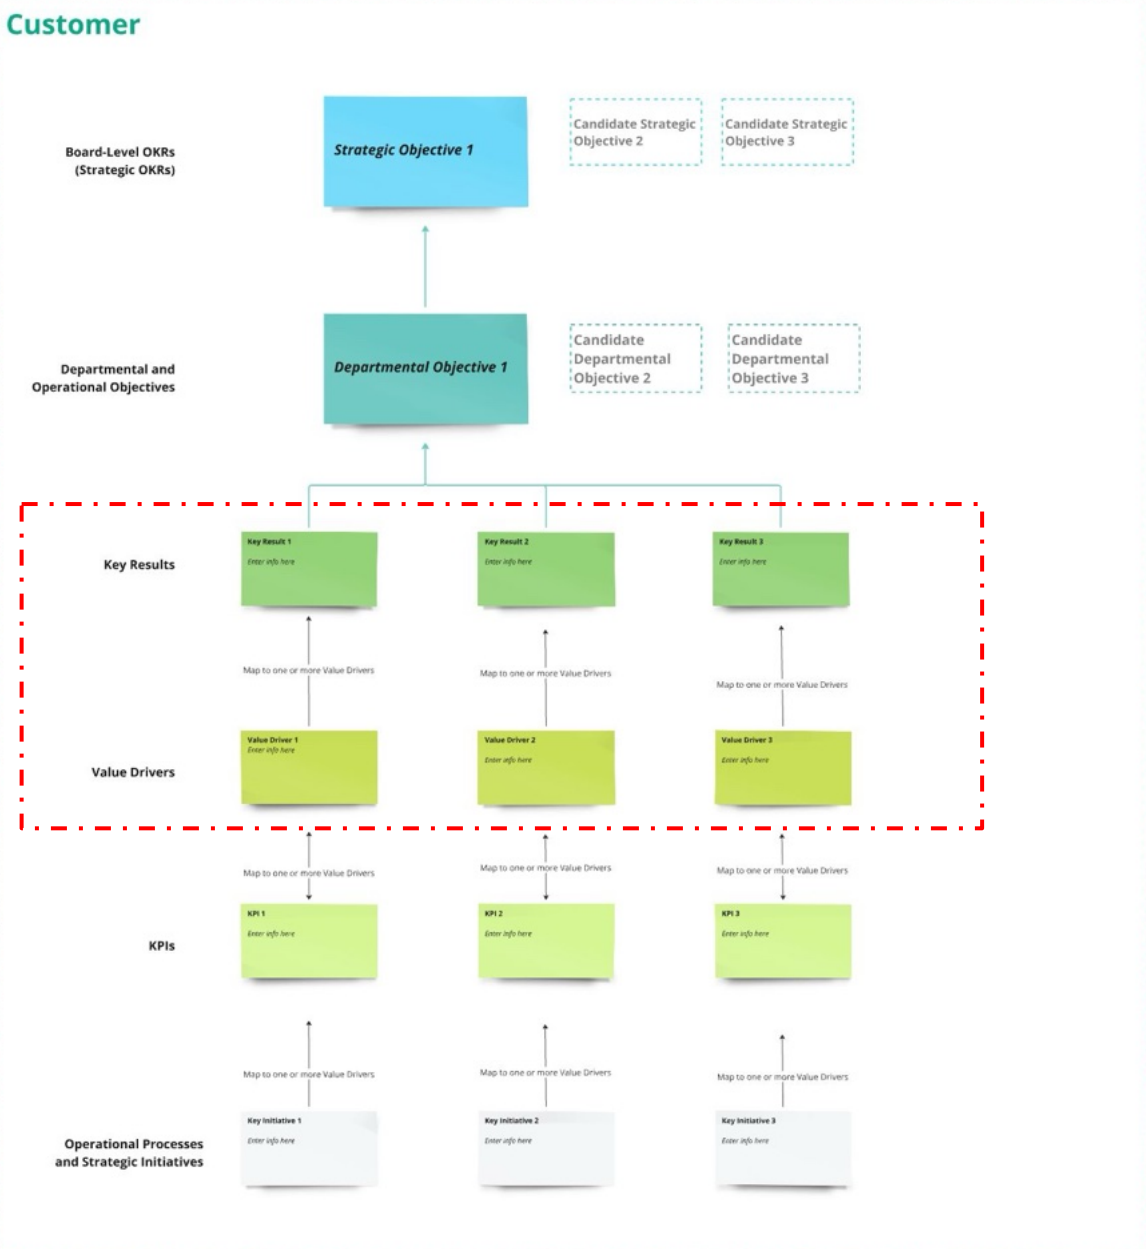 Customer
Board-Level OKRs
(Strategic OKRs)
Strategic Objective 1
Candidate Strategic
Objective 2
Candidate Strategic
Objective 3
Departmental and
Operational Objectives
Departmental Objective 1
Candidate
Departmental
Objective 2
Candidate
Departmental
Objective 3
Key Results
Key Result 1
Enter info here
Key Result 2
Enter info here
Key Result 3
Enter info here
Map to one or more Value Drivers
Map to one or more Value Drivers
Map to one or more Value Drivers
Value Drivers
Value Driver 1
Enter info here
Value Driver 2
Enter info here
Value Driver 3
Enter info here
Map to one or more Value Drivers
Map to one or more Value Drivers
Map to one or more Value Drivers
KPIs
KPI 1
Enter info here
KPI 2
Enter info here
KPI 3
Enter info here
Map to one or more Value Drivers
Map to one or more Value Drivers
Map to one or more Value Drivers
Operational Processes
and Strategic Initiatives
Key Initiative 1
Enter info here
Key Initiative 2
Enter info here
Key Initiative 3
Enter info here